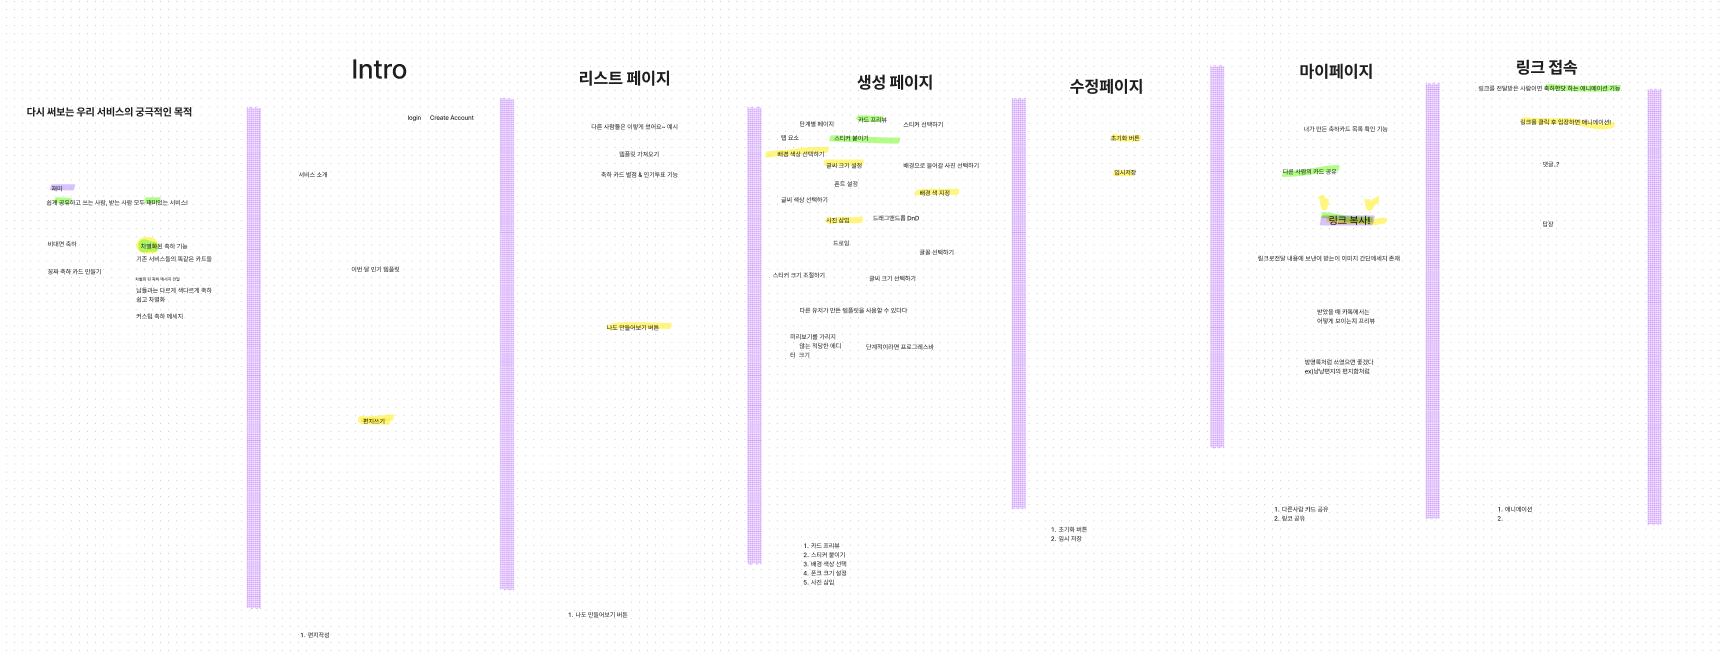 다시 써보는 우리 서비스의 궁극적인 목적
재미
쉽게 공유하고 쓰는 사람, 받는 사람 모두 재미있는 서비스!
비대면 축하
차별화된 축하 기능
기존 서비스들의 똑같은 카드들
꽁짜 축하 카드 만들기
남들과는 다르게 색다르게 축하
쉽고 차별화
커스텀 축하 메세지
Intro
login
Create Account
서비스 소개
이번 달 인기 템플릿
편지쓰기
1. 편지작성
리스트 페이지
다른 사람들은 이렇게 썼어요~ 예시
템플릿 가져오기
축하 카드 별점 & 인기투표 기능
나도 만들어보기 버튼
1. 나도 만들어보기 버튼
생성 페이지
단계별 페이지
카드 프리뷰
스티커 선택하기
탭 요소
스티커 붙이기
배경 색상 선택하기
글씨 크기 설정
배경으로 들어갈 사진 선택하기
폰트 설정
배경 색 지정
글씨 색상 선택하기
사진 삽입
드래그앤드롭 DnD
드로잉
글꼴 선택하기
스티커 크기 조절하기
글씨 크기 선택하기
다른 유저가 만든 템플릿을 사용할 수 있다다
미리보기를 가리지
않는 적당한 에디
터 크기
단계적이라면 프로그레스바
1. 카드 프리뷰
2. 스티커 붙이기
3. 배경 색상 선택
4. 폰크 크기 설정
5. 사진 삽입
수정페이지
초기화 버튼
임시저장
1. 초기화 버튼
2. 임시 저장
마이페이지
내가 만든 축하카드 목록 확인 기능
다른 사람의 카드 공유
링크 복사!
링크로전달 내용에 보낸이 받는이 이미지 간단메세지 존재
받았을 때 카톡에서는
어떻게 보이는지 프리뷰
방명록처럼 쓰였으면 좋겠다
ex)냥냥편지의 편지함처럼
1. 다른사람 카드 공유
2. 링크 공유
링크 접속
링크를 전달받은 사람이면 축하한닷 하는 애니메이션 기능
링크를 클릭 후 입장하면 애니메이션!
댓글..?
답장
1. 애니메이션
2.